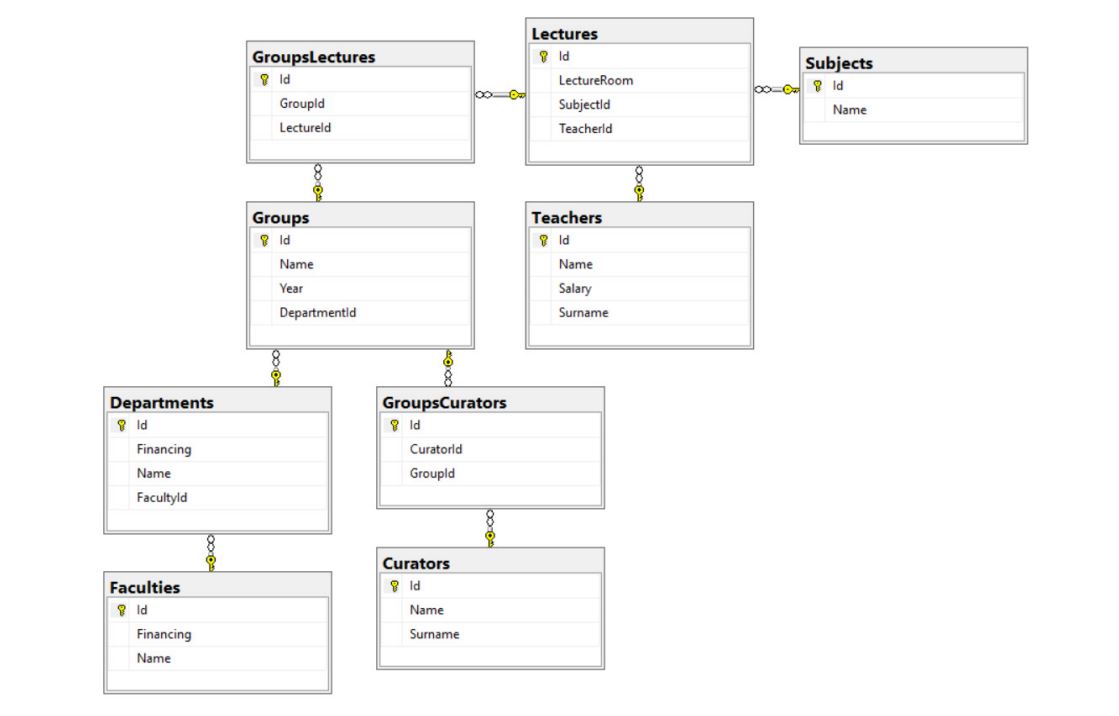 GroupsLectures
Id
GroupId
LectureId
Lectures
Id
LectureRoom
SubjectId
TeacherId
Subjects
Id
Name
Groups
Id
Name
Year
DepartmentId
Teachers
Id
Name
Salary
Surname
Departments
Id
Financing
Name
FacultyId
GroupsCurators
Id
CuratorId
GroupId
Faculties
Id
Financing
Name
Curators
Id
Name
Surname